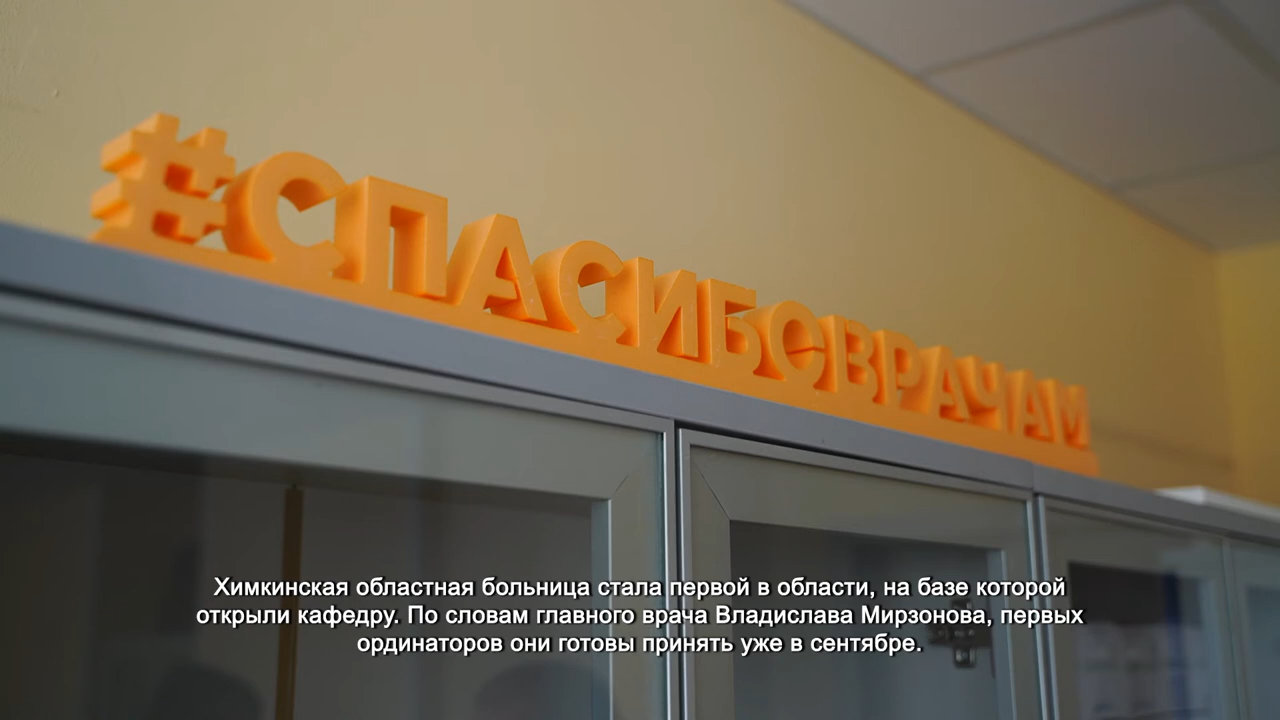 #СПАСИБОВРАЧАМ
Химкинская областная больница стала первой в области, на базе которой
открыли кафедру. По словам главного врача Владислава Мирзонова, первых
ординаторов они готовы принять уже в сентябре.